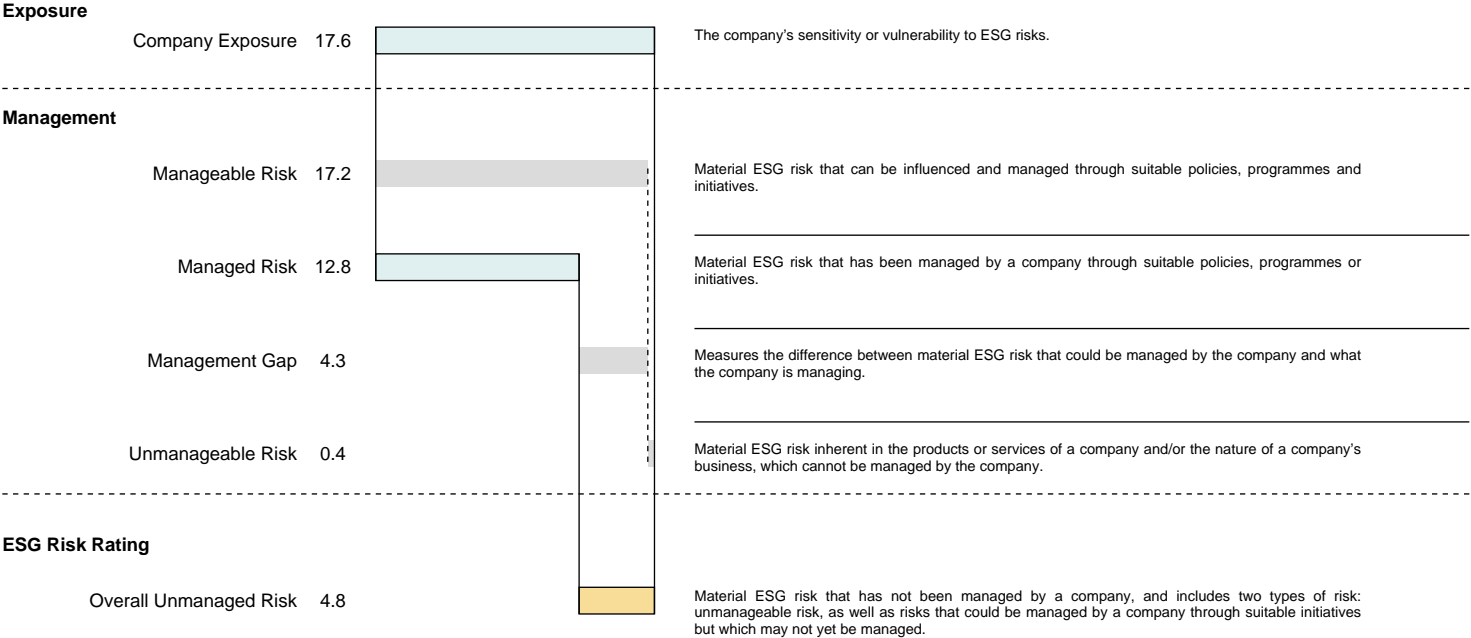 Exposure
Company Exposure 17.6
The company’s sensitivity or vulnerability to ESG risks.
Management
Manageable Risk 17.2
Material ESG risk that can be influenced and managed through suitable policies, programmes and
initiatives.
Managed Risk 12.8
Material ESG risk that has been managed by a company through suitable policies, programmes or
initiatives.
Management Gap 4.3
Measures the difference between material ESG risk that could be managed by the company and what
the company is managing.
Unmanageable Risk 0.4
Material ESG risk inherent in the products or services of a company and/or the nature of a company’s
business, which cannot be managed by the company.
ESG Risk Rating
Overall Unmanaged Risk 4.8
Material ESG risk that has not been managed by a company, and includes two types of risk:
unmanageable risk, as well as risks that could be managed by a company through suitable initiatives
but which may not yet be managed.